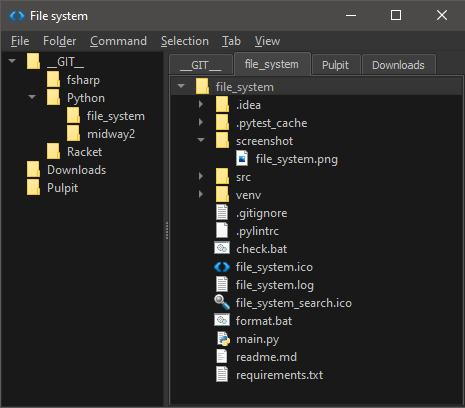 File system
File Folder Command Selection Tab View
__GIT__
fsharp
Python
file_system
midway2
Racket
Downloads
Pulpit
__GIT__ file_system Pulpit Downloads
file_system
.idea
.pytest_cache
screenshot
file_system.png
src
venv
.gitignore
.pylintrc
check.bat
file_system.ico
file_system.log
file_system_search.ico
format.bat
main.py
readme.md
requirements.txt